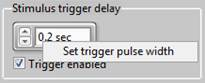 Stimulus trigger delay
0,2 sec
Set trigger pulse width
Trigger enabled